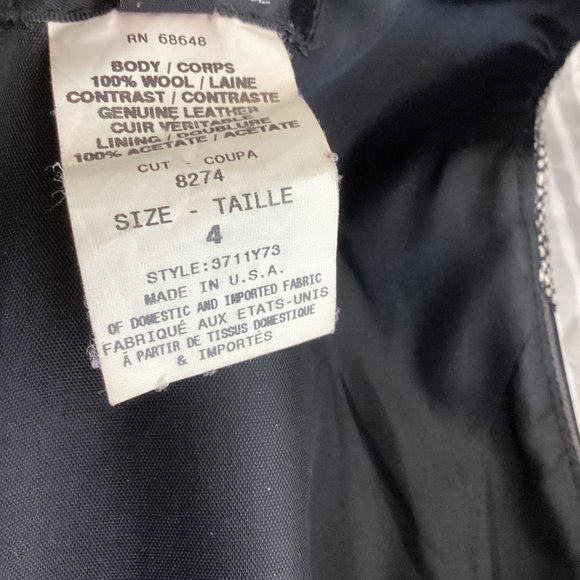 RN 68648
BODY / CORPS
100% WOOL / LAINE
CONTRAST / CONTRASTE
GENUINE LEATHER
CUIR VÉRITABLE
LINING / DOUBLURE
100% ACETATE / ACETATE
CUT - COUPA
8274
SIZE - TAILLE
4
STYLE:3711Y73
MADE IN U.S.A.
OF DOMESTIC AND IMPORTED FABRIC
FABRIQUÉ AUX ETATS-UNIS
À PARTIR DE TISSUS DOMESTIQUE
& IMPORTÉS